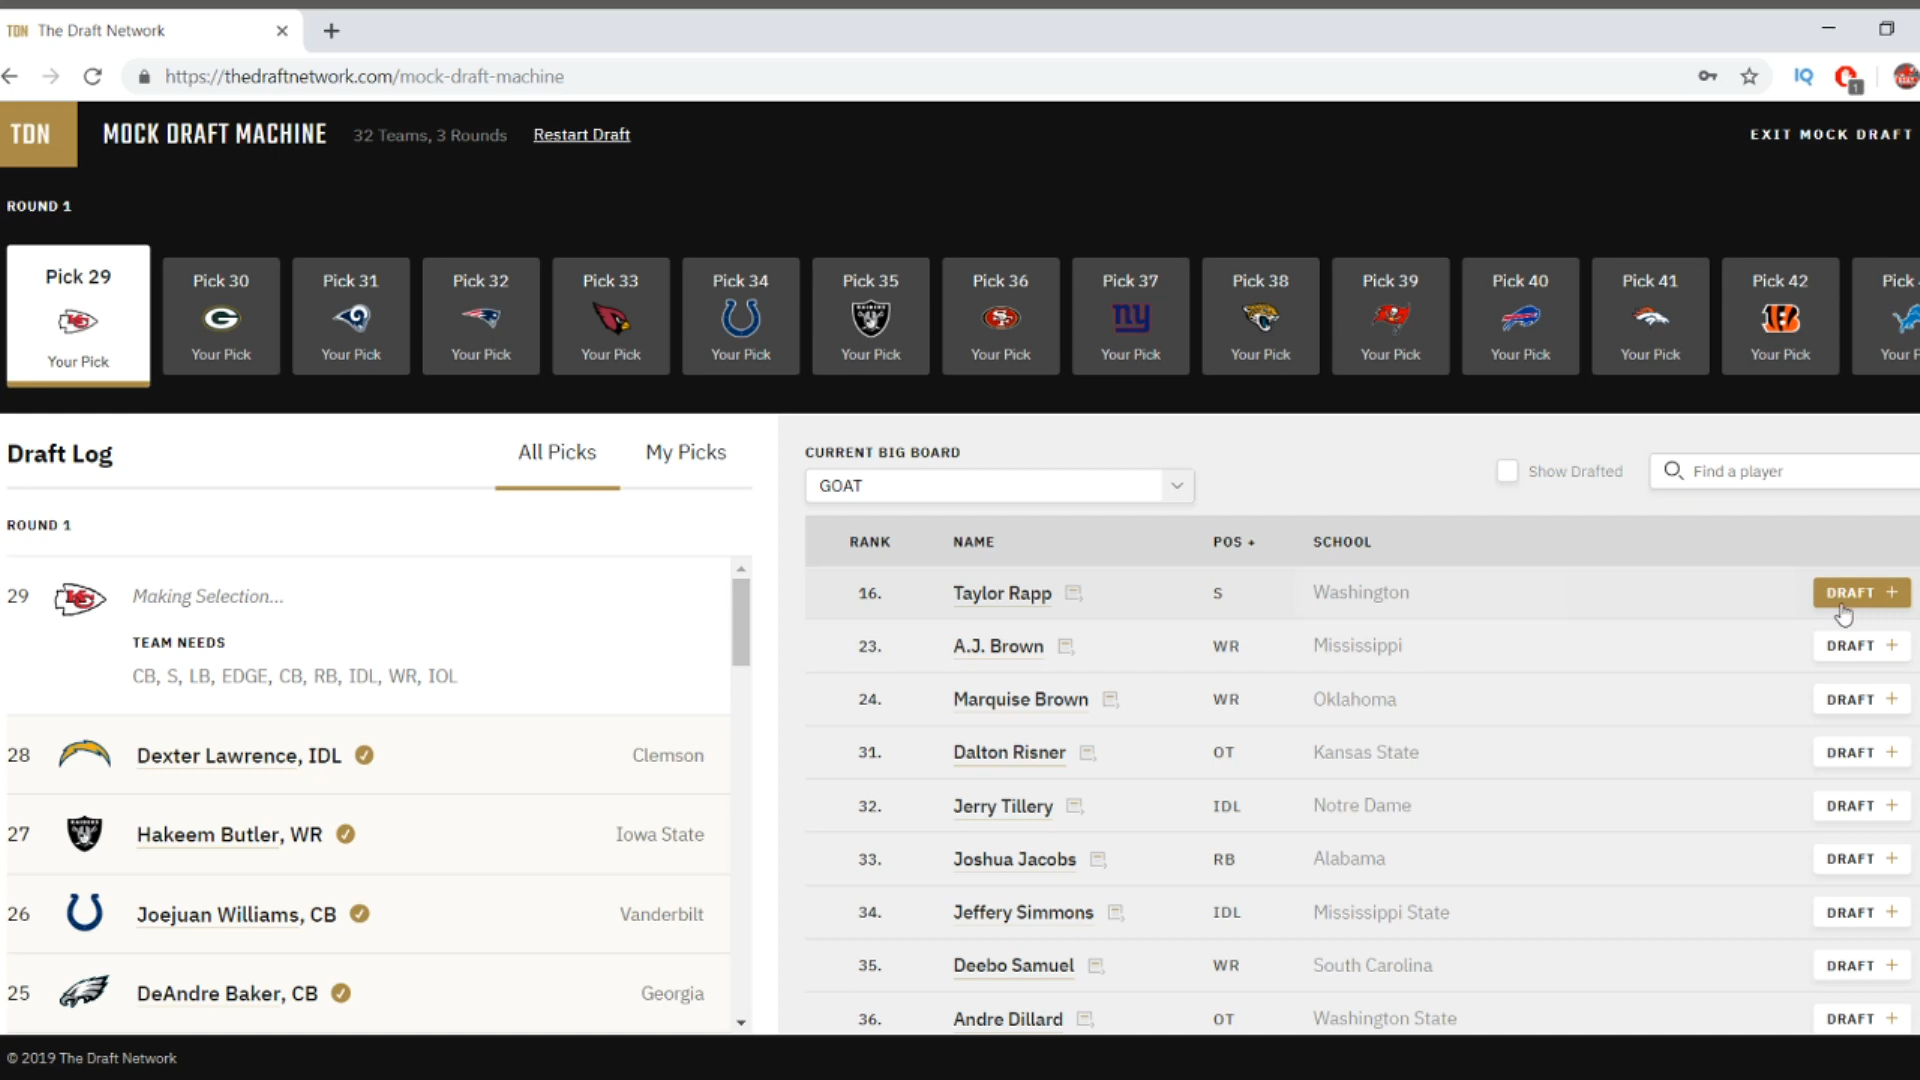 TDN The Draft Network
https://thedraftnetwork.com/mock-draft-machine
IQ
1
TDN MOCK DRAFT MACHINE 32 Teams, 3 Rounds Restart Draft EXIT MOCK DRAFT
ROUND 1
Pick 29 Pick 30 Pick 31 Pick 32 Pick 33 Pick 34 Pick 35 Pick 36 Pick 37 Pick 38 Pick 39 Pick 40 Pick 41 Pick 42 Pick
Your Pick Your Pick Your Pick Your Pick Your Pick Your Pick Your Pick Your Pick Your Pick Your Pick Your Pick Your Pick Your Pick Your Pick Your P
Draft Log All Picks My Picks
ROUND 1
29 Making Selection...
TEAM NEEDS
CB, S, LB, EDGE, CB, RB, IDL, WR, IOL
28 Dexter Lawrence, IDL Clemson
27 Hakeem Butler, WR Iowa State
26 Joejuan Williams, CB Vanderbilt
25 DeAndre Baker, CB Georgia
CURRENT BIG BOARD
GOAT Show Drafted Find a player
RANK NAME POS + SCHOOL
16. Taylor Rapp S Washington DRAFT +
23. A.J. Brown WR Mississippi DRAFT +
24. Marquise Brown WR Oklahoma DRAFT +
31. Dalton Risner OT Kansas State DRAFT +
32. Jerry Tillery IDL Notre Dame DRAFT +
33. Joshua Jacobs RB Alabama DRAFT +
34. Jeffery Simmons IDL Mississippi State DRAFT +
35. Deebo Samuel WR South Carolina DRAFT +
36. Andre Dillard OT Washington State DRAFT +
© 2019 The Draft Network